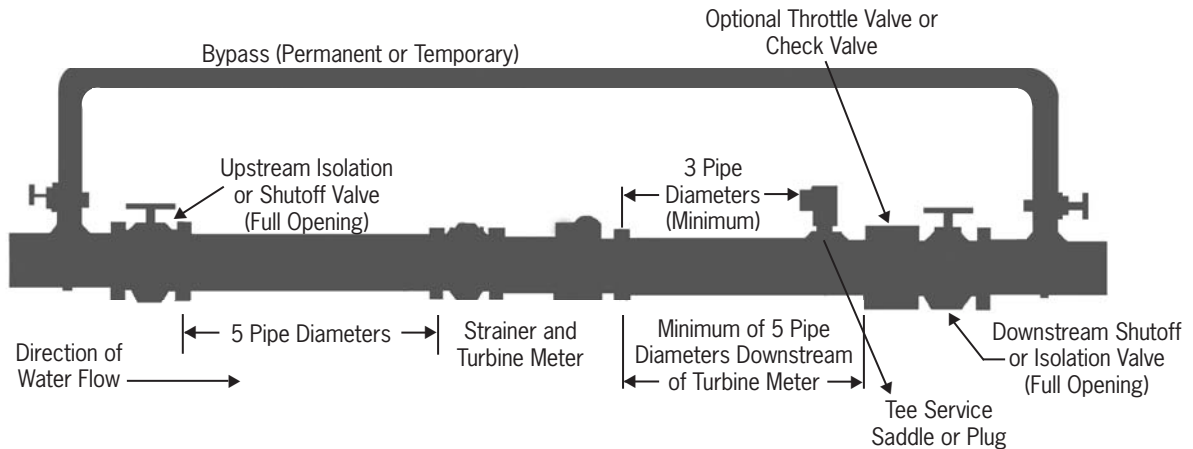 Optional Throttle Valve or
Check Valve
Bypass (Permanent or Temporary)
Upstream Isolation
or Shutoff Valve
(Full Opening)
3 Pipe
Diameters
(Minimum)
5 Pipe Diameters
Strainer and
Turbine Meter
Minimum of 5 Pipe
Diameters Downstream
of Turbine Meter
Downstream Shutoff
or Isolation Valve
(Full Opening)
Direction of
Water Flow
Tee Service
Saddle or Plug